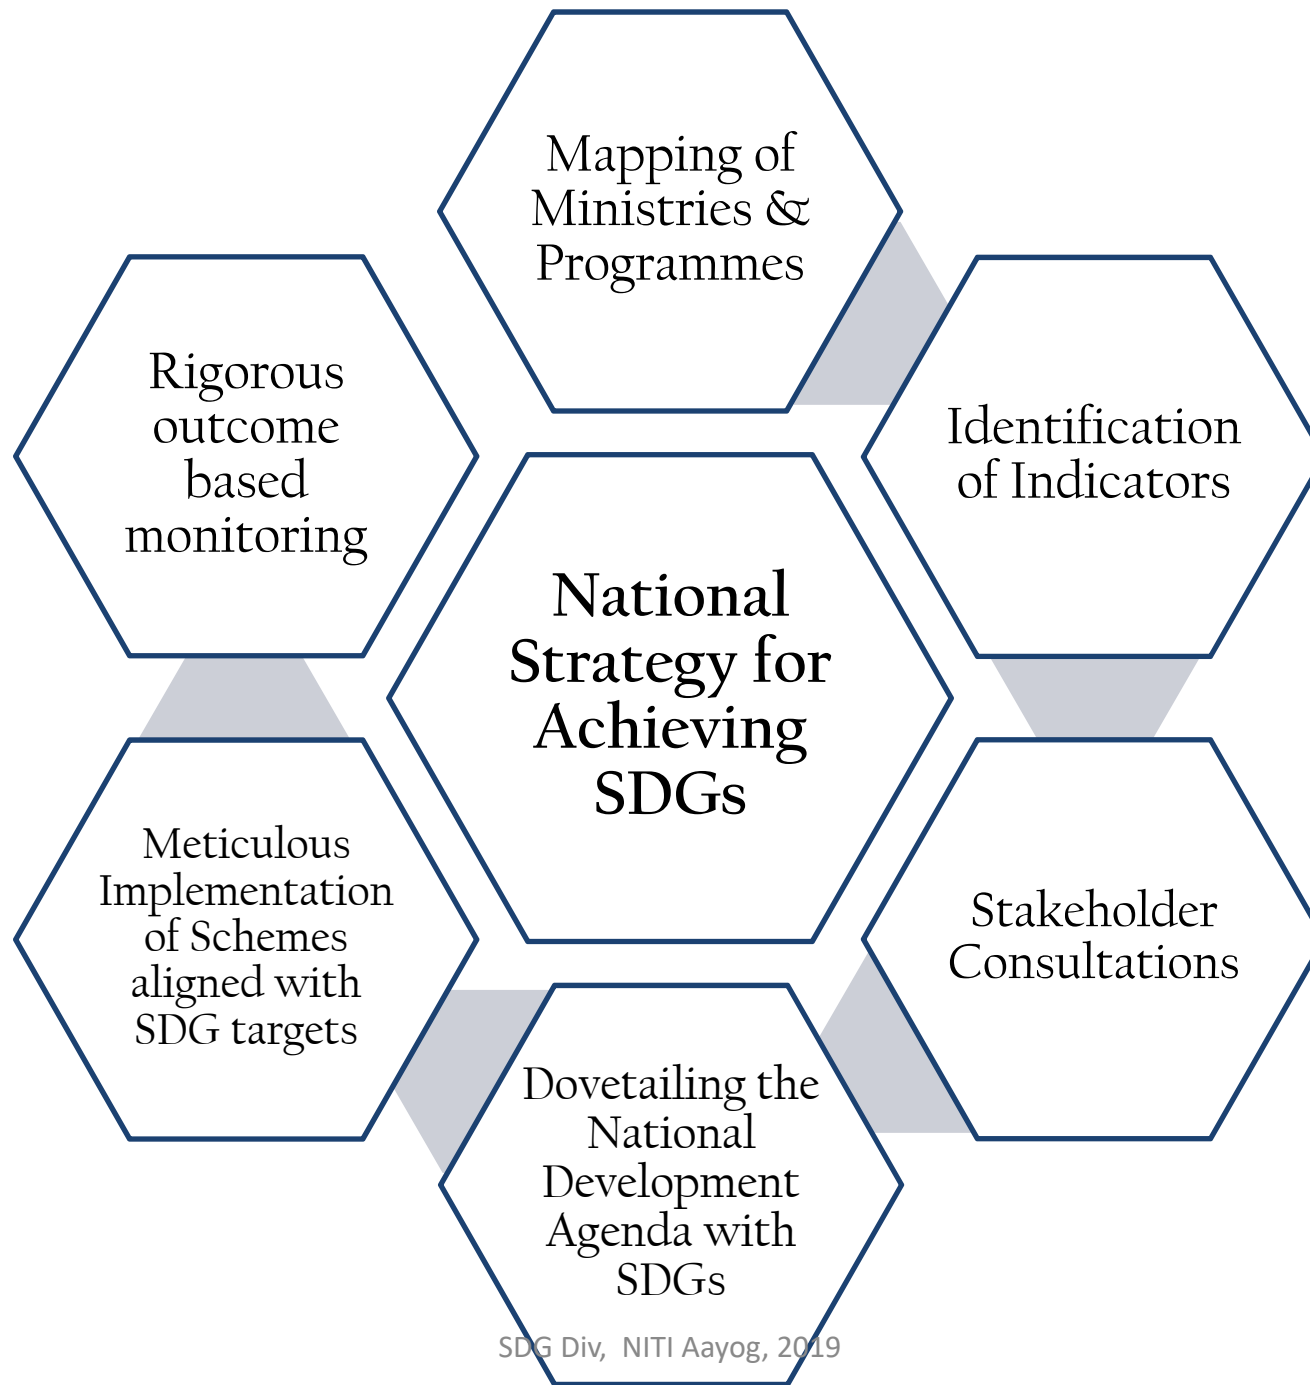 Mapping of
Ministries &
Programmes
Identification
of Indicators
Stakeholder
Consultations
Dovetailing the
National
Development
Agenda with
SDGs
Meticulous
Implementation
of Schemes
aligned with
SDG targets
Rigorous
outcome
based
monitoring
National
Strategy for
Achieving
SDGs
SDG Div, NITI Aayog, 2019